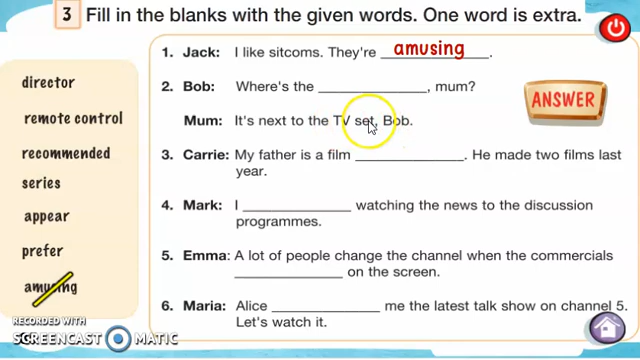 3 Fill in the blanks with the given words. One word is extra.
director
remote control
recommended
series
appear
prefer
amusing
1. Jack: I like sitcoms. They're amusing.
2. Bob: Where's the ____________, mum?
Mum: It's next to the TV set, Bob.
3. Carrie: My father is a film ____________. He made two films last
year.
4. Mark: I ____________ watching the news to the discussion
programmes.
5. Emma: A lot of people change the channel when the commercials
____________ on the screen.
6. Maria: Alice ____________ me the latest talk show on channel 5.
Let's watch it.
ANSWER
RECORDED WITH
SCREENCAST MATIC